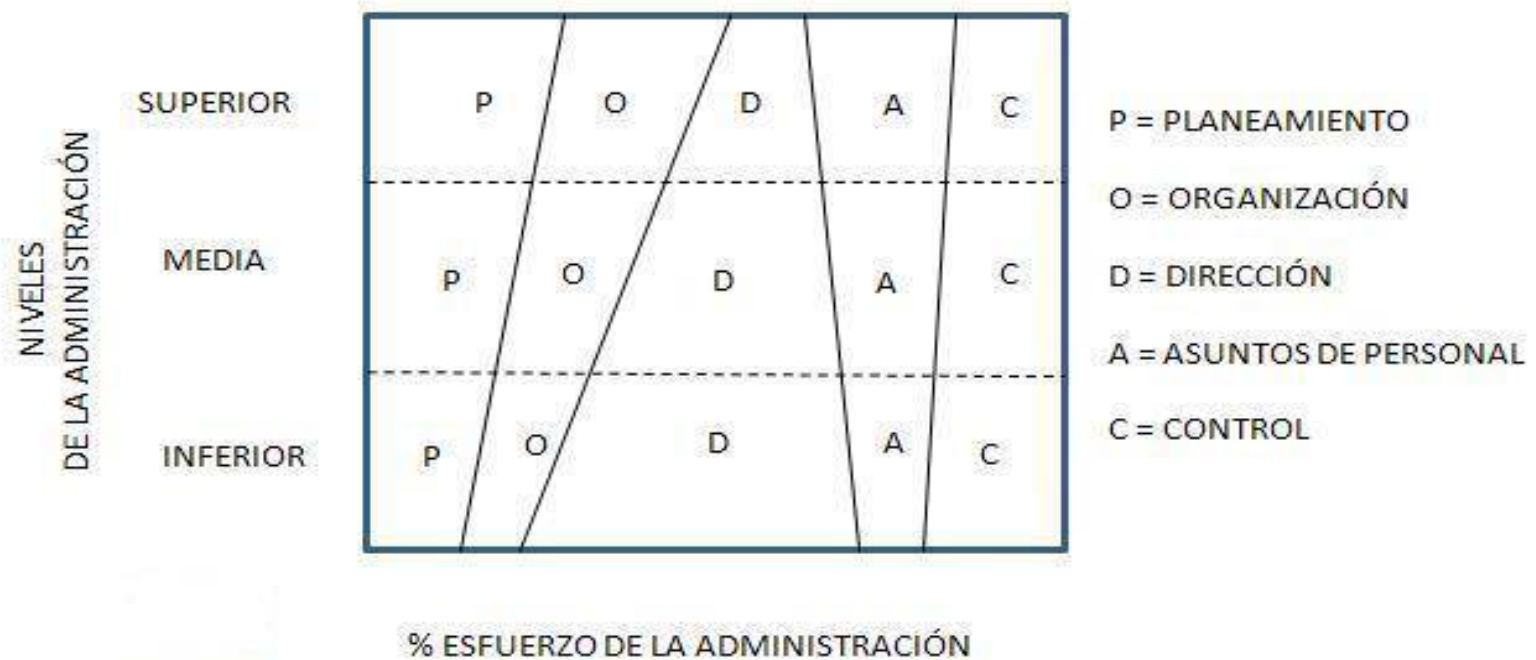 SUPERIOR
P O D A C
MEDIA
P O D A C
INFERIOR
P O D A C
NIVELES
DE LA ADMINISTRACIÓN
P = PLANEAMIENTO
O = ORGANIZACIÓN
D = DIRECCIÓN
A = ASUNTOS DE PERSONAL
C = CONTROL
% ESFUERZO DE LA ADMINISTRACIÓN